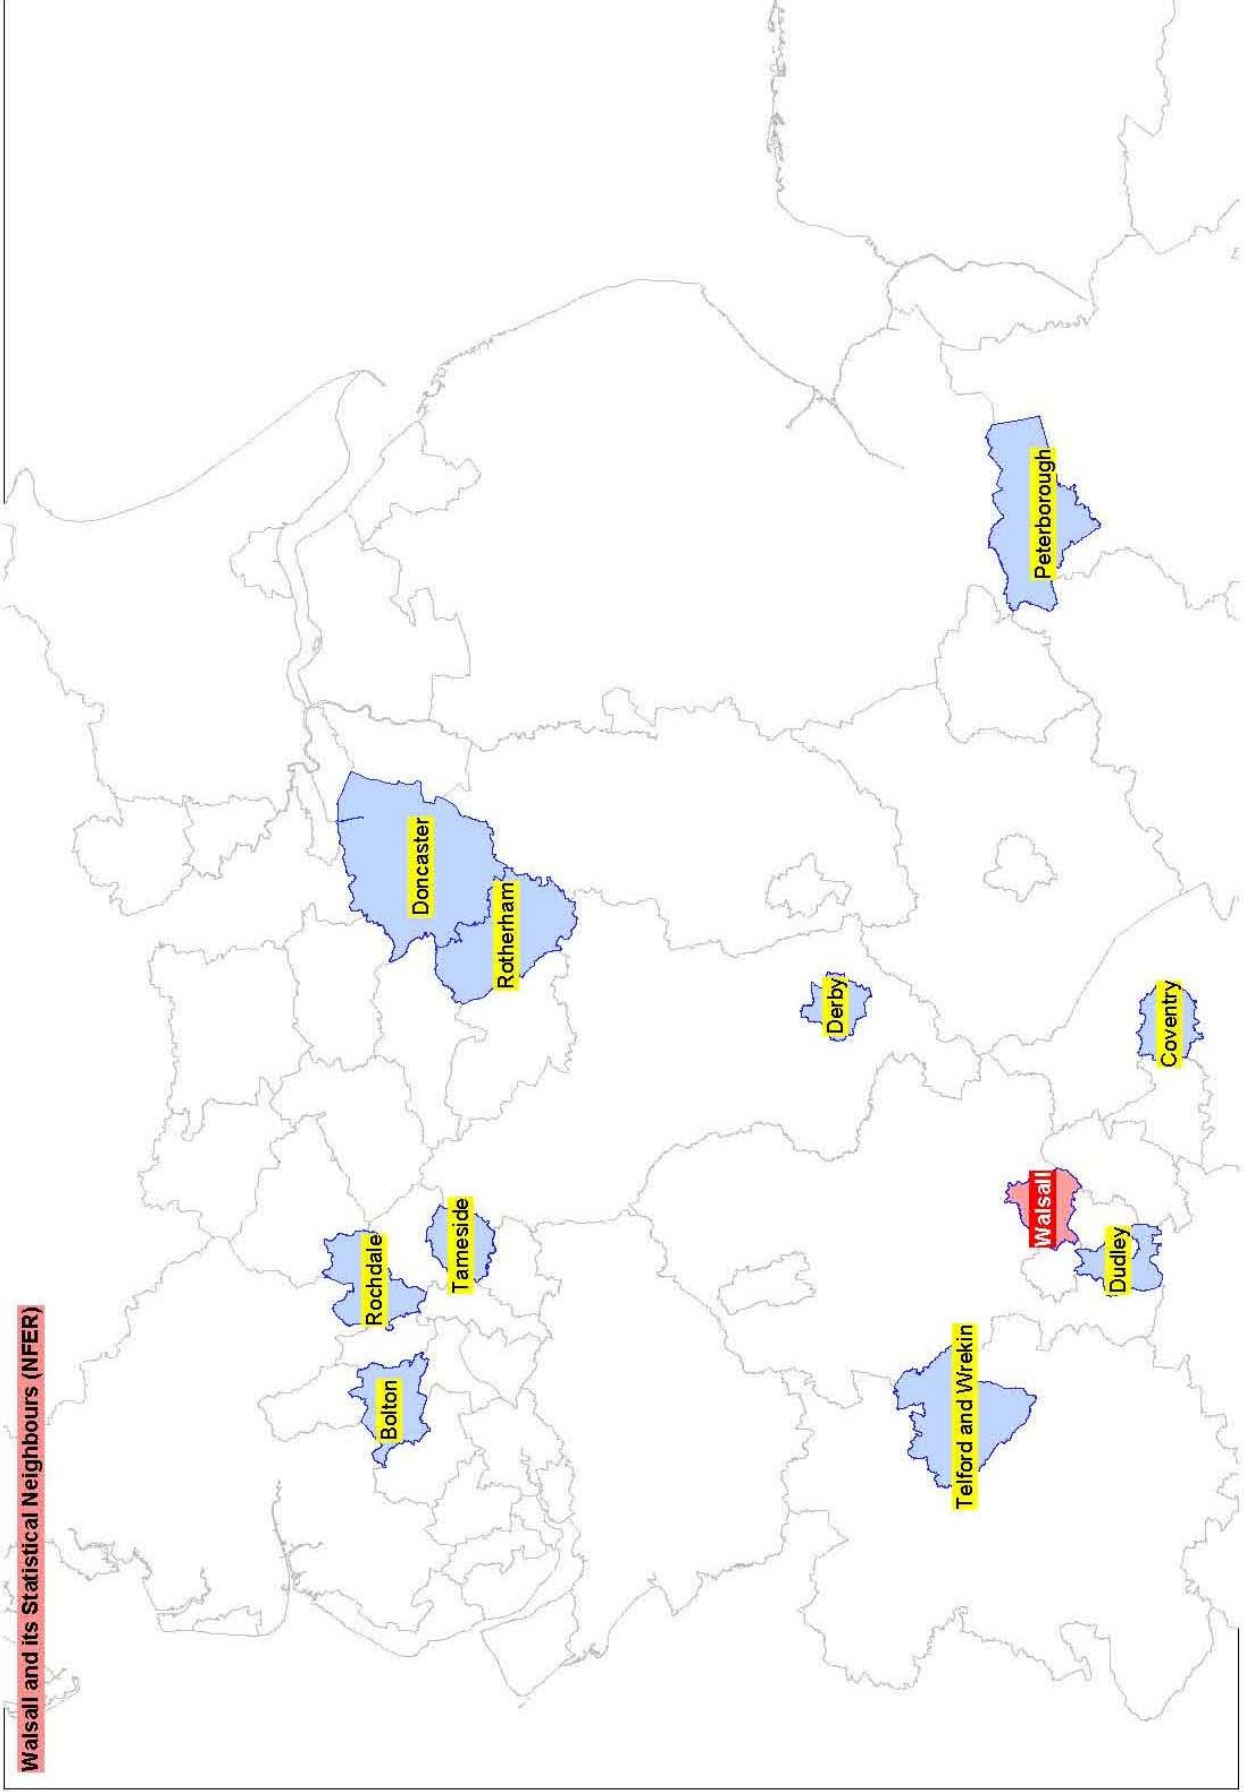 Walsall and its Statistical Neighbours (NFER)
Doncaster
Rochdale
Bolton
Tameside
Rotherham
Derby
Telford and Wrekin
Peterborough
Walsall
Dudley
Coventry
E